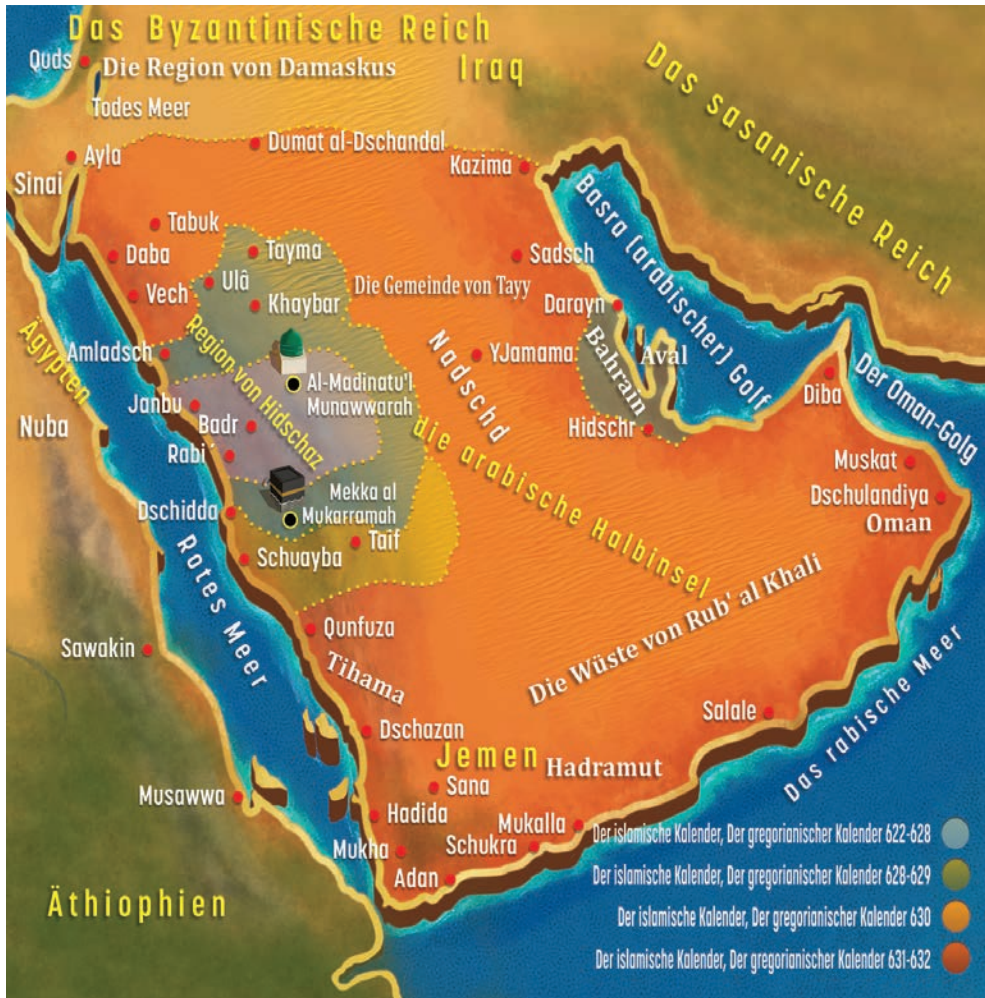 Das Byzantinische Reich
Quds
Die Region von Damaskus
Iraq
Das sasanische Reich
Todes Meer
Ayla
Dumat al-Dschandal
Kazima
Sinai
Tabuk
Daba
Tayma
Sadsch
Basra (arabischer) Golf
Ulâ
Vech
Khaybar
Die Gemeinde von Tayy
Darayn
Ägypten
Amladsch
Region von Hidschaz
Nadschd
YJamama
Bahrain
Aval
Der Oman-Golg
Al-Madinatu'l
Munawwarah
Diba
Janbu
Nuba
Badr
Hidschr
Rabi´
die arabische Halbinsel
Muskat
Mekka al
Mukarramah
Dschulandiya
Oman
Dschidda
Taif
Schuayba
Rotes Meer
Die Wüste von Rub' al Khali
Qunfuza
Sawakin
Tihama
Das rabische Meer
Salale
Dschazan
Jemen
Hadramut
Sana
Musawwa
Hadida
Mukalla
Mukha
Schukra
Adan
Äthiophien
Der islamische Kalender, Der gregorianischer Kalender 622-628
Der islamische Kalender, Der gregorianischer Kalender 628-629
Der islamische Kalender, Der gregorianischer Kalender 630
Der islamische Kalender, Der gregorianischer Kalender 631-632